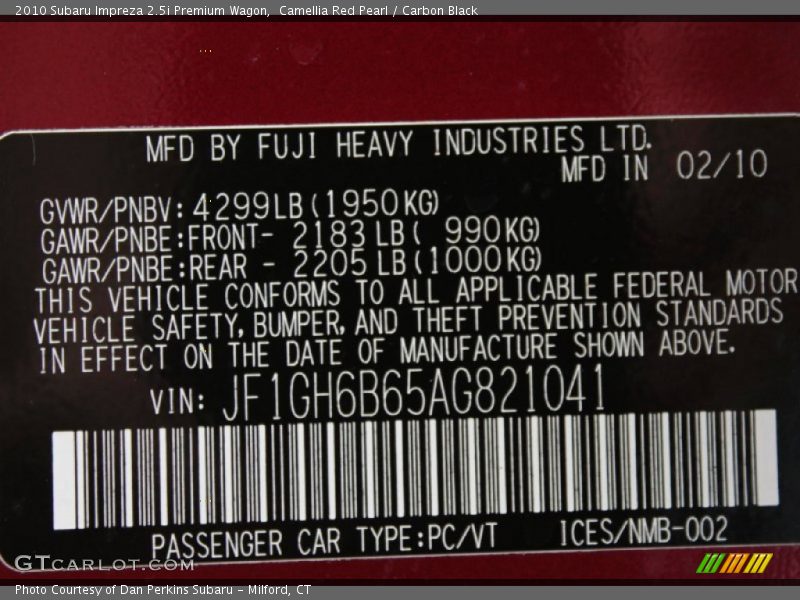 2010 Subaru Impreza 2.5i Premium Wagon,  Camellia Red Pearl / Carbon Black
MFD BY FUJI HEAVY INDUSTRIES LTD.
MFD IN 02/10
GVWR/PNBV: 4299LB(1950KG)
GAWR/PNBE:FRONT- 2183 LB( 990KG)
GAWR/PNBE:REAR - 2205 LB(1000KG)
THIS VEHICLE CONFORMS TO ALL APPLICABLE FEDERAL MOTOR
VEHICLE SAFETY, BUMPER, AND THEFT PREVENTION STANDARDS
IN EFFECT ON THE DATE OF MANUFACTURE SHOWN ABOVE.
VIN: JF1GH6B65AG821041
PASSENGER CAR TYPE:PC/VT ICES/NMB-002
GTCARLOT.COM
Photo Courtesy of Dan Perkins Subaru - Milford, CT